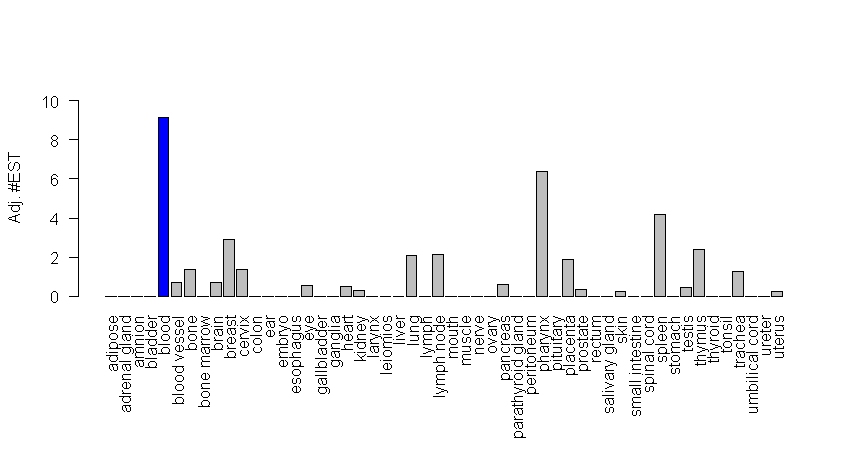 10
8
6
4
2
0
Adj. #EST
adipose
adrenal gland
amnion
bladder
blood
blood vessel
bone
bone marrow
brain
breast
cervix
colon
ear
embryo
esophagus
eye
gallbladder
ganglia
heart
kidney
larynx
leiomios
liver
lung
lymph
lymph node
mouth
muscle
nerve
ovary
pancreas
parathyroid gland
peritoneum
pharynx
pituitary
placenta
prostate
rectum
salivary gland
skin
small intestine
spinal cord
spleen
stomach
testis
thymus
thyroid
tonsil
trachea
umbilical cord
ureter
uterus